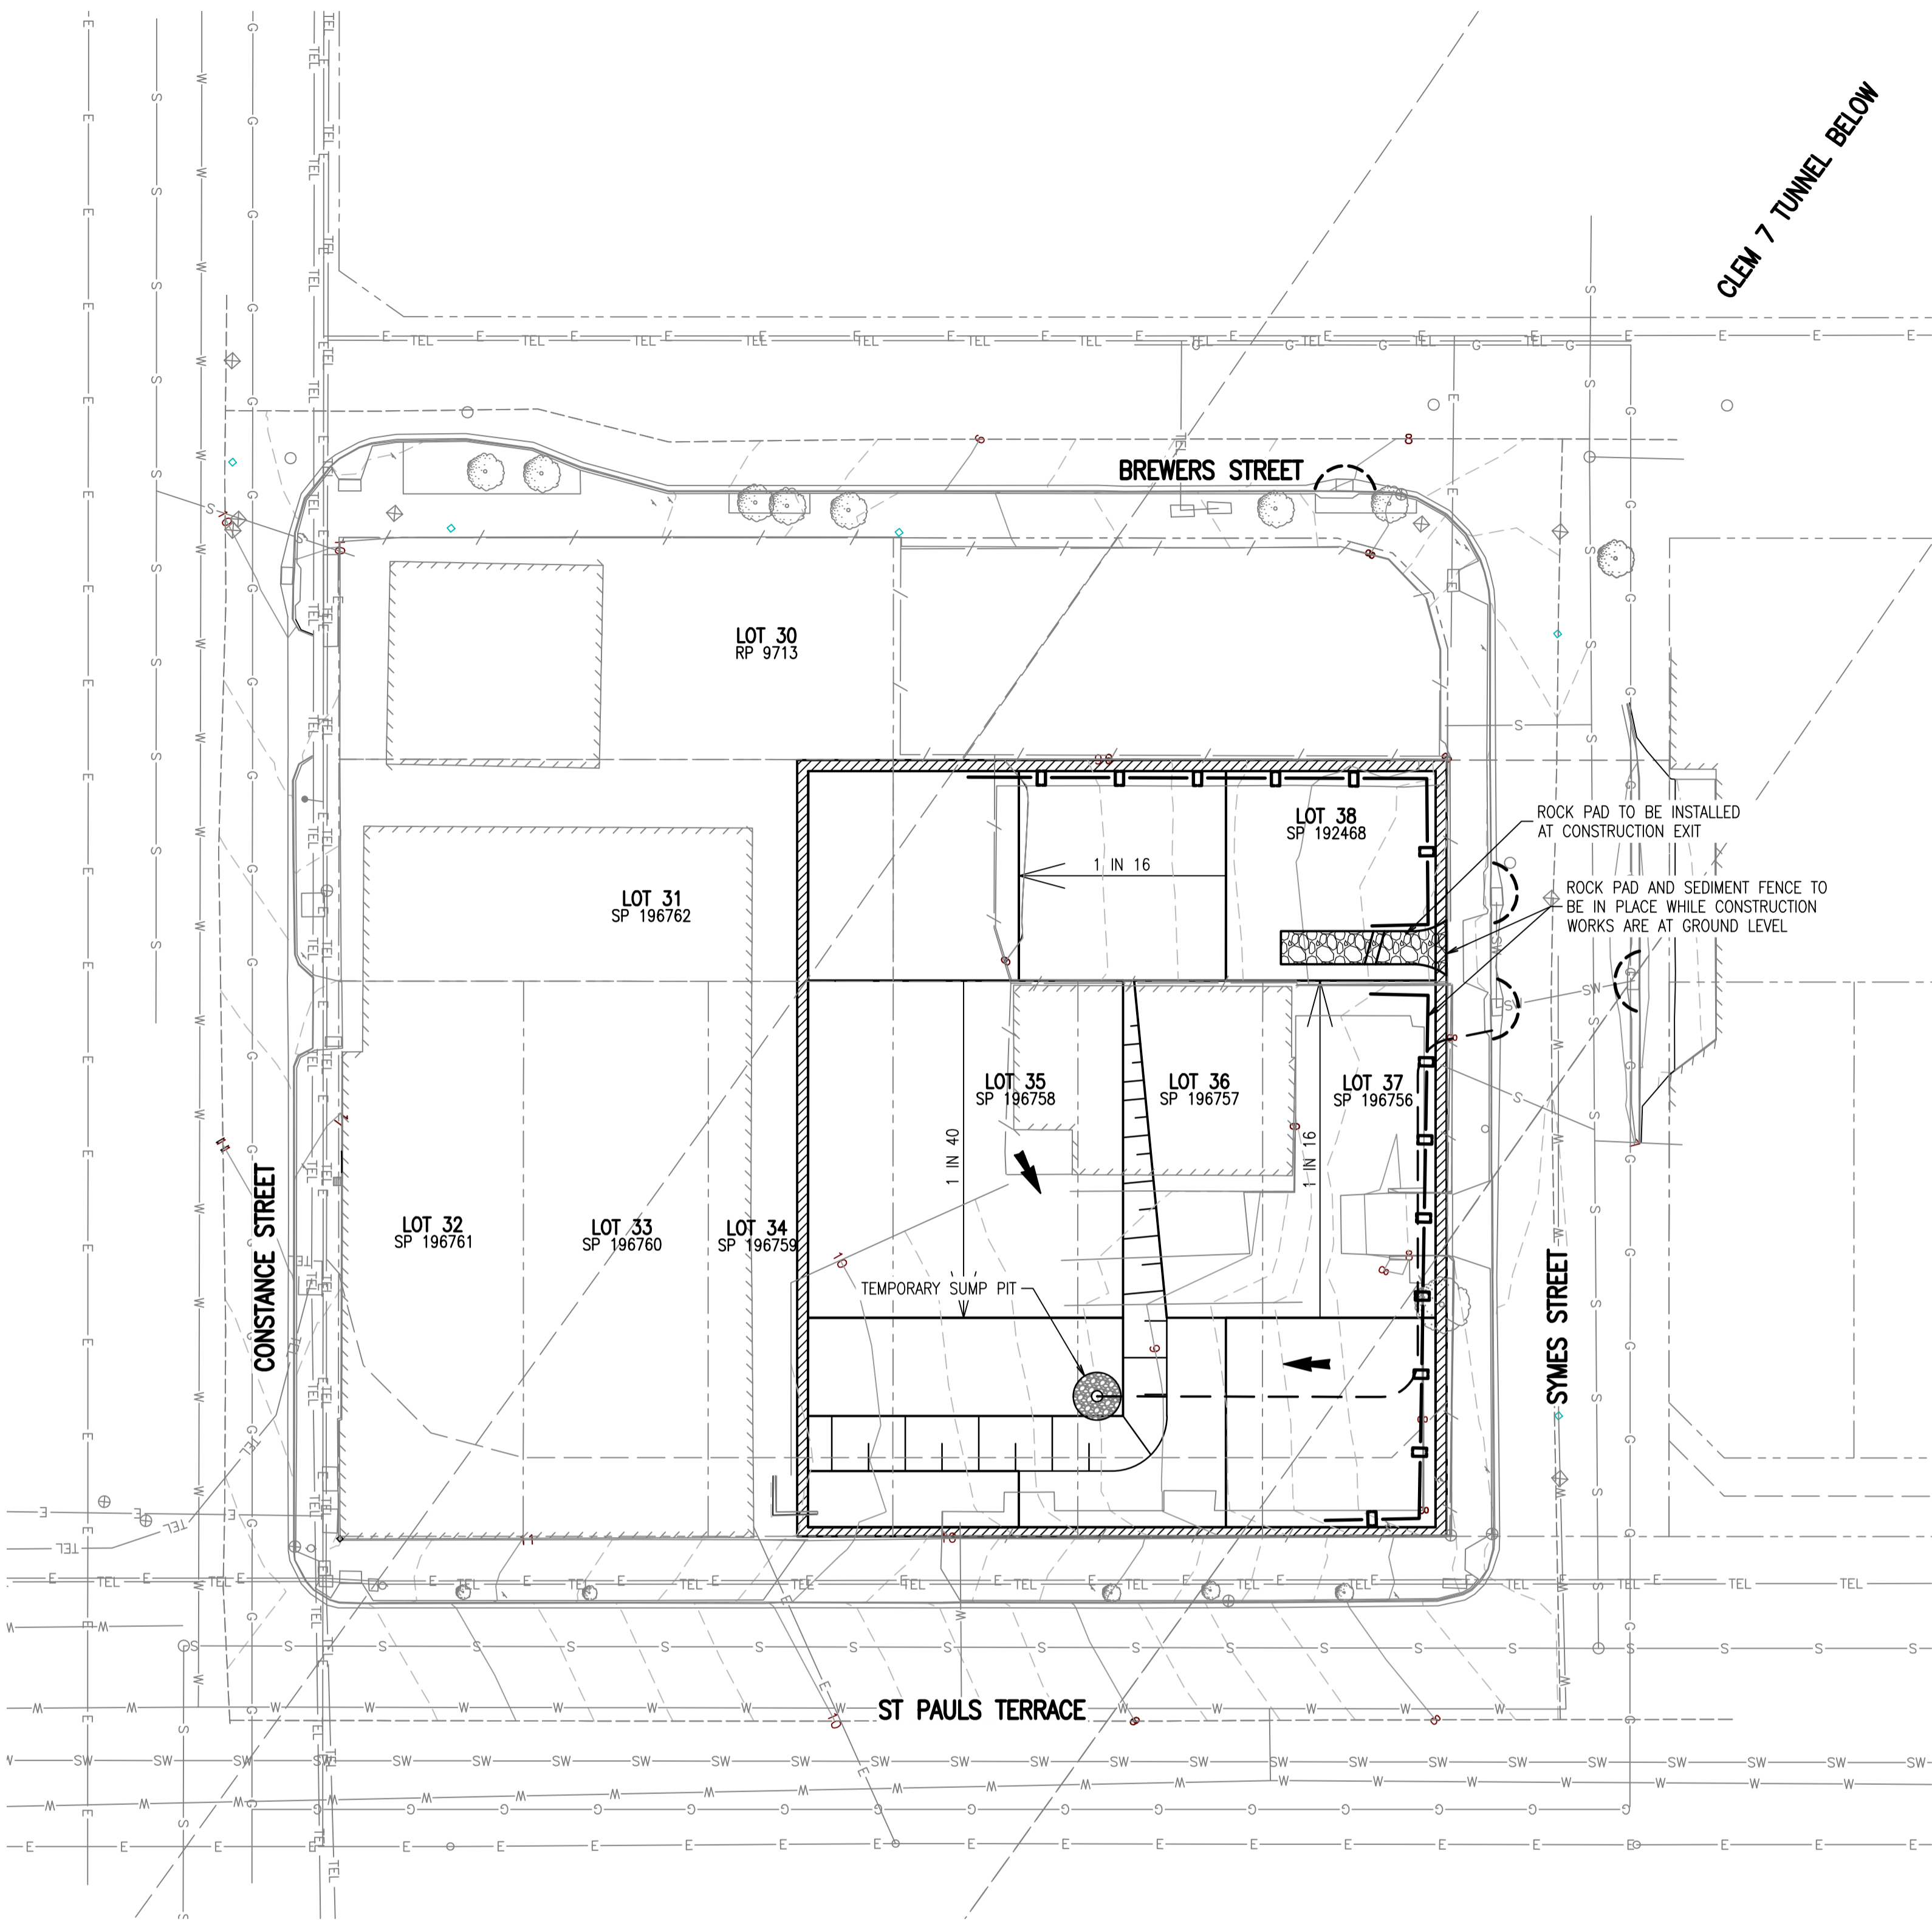 CLEM 7 TUNNEL BELOW
BREWERS STREET
LOT 30
RP 9713
LOT 38
SP 192468
ROCK PAD TO BE INSTALLED
AT CONSTRUCTION EXIT
1 IN 16
ROCK PAD AND SEDIMENT FENCE TO
BE IN PLACE WHILE CONSTRUCTION
WORKS ARE AT GROUND LEVEL
LOT 31
SP 196762
LOT 35
SP 196758
LOT 36
SP 196757
LOT 37
SP 196756
1 IN 40
1 IN 16
CONSTANCE STREET
LOT 32
SP 196761
LOT 33
SP 196760
LOT 34
SP 196759
TEMPORARY SUMP PIT
SYMES STREET
ST PAULS TERRACE